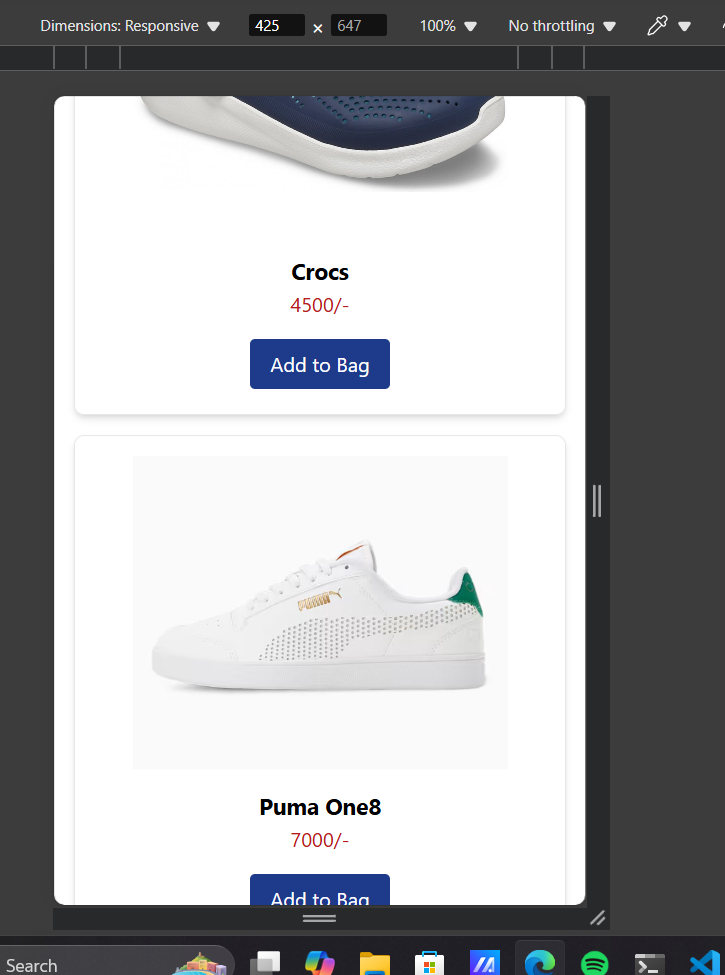 Dimensions: Responsive 425 × 647 100% No throttling
Crocs
4500/-
Add to Bag
Puma One8
7000/-
Add to Bag
Search